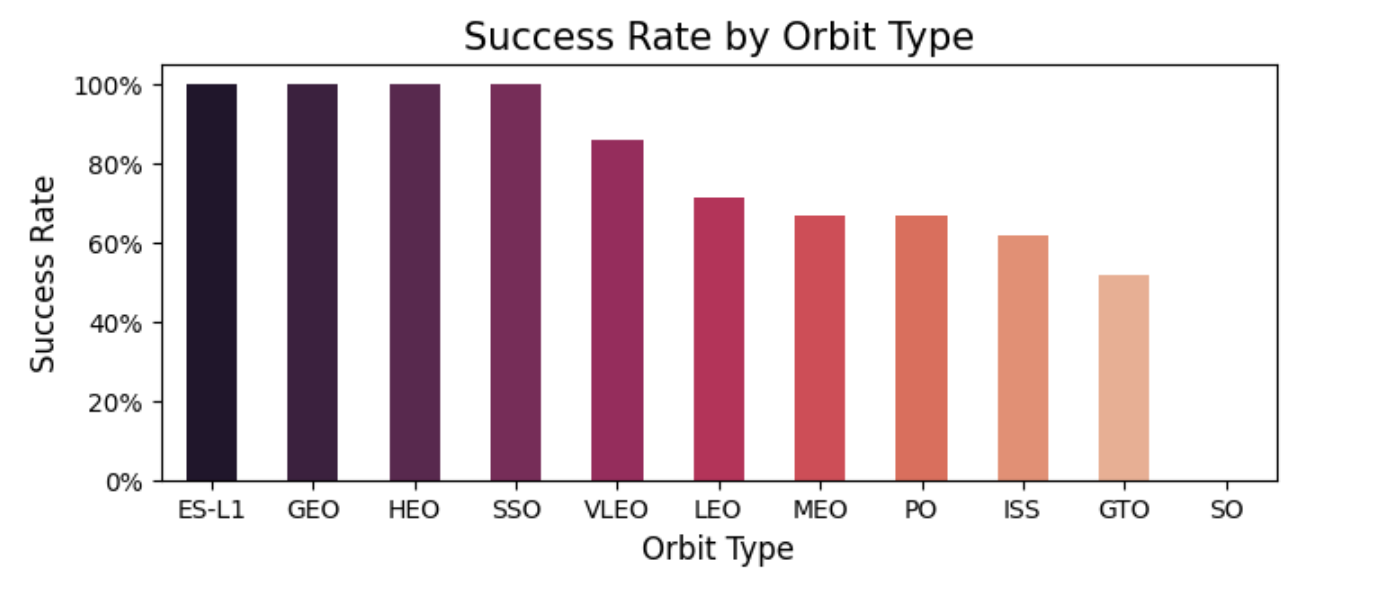 Success Rate by Orbit Type
100%
80%
60%
40%
20%
0%
Success Rate
ES-L1 GEO HEO SSO VLEO LEO MEO PO ISS GTO SO
Orbit Type